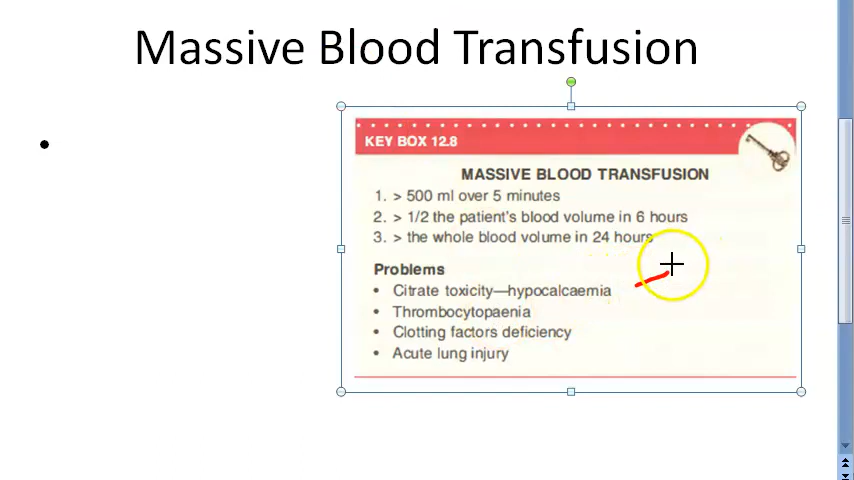 Massive Blood Transfusion
•
KEY BOX 12.8
MASSIVE BLOOD TRANSFUSION
1. > 500 ml over 5 minutes
2. > 1/2 the patient's blood volume in 6 hours
3. > the whole blood volume in 24 hours
Problems
• Citrate toxicity—hypocalcaemia
• Thrombocytopaenia
• Clotting factors deficiency
• Acute lung injury